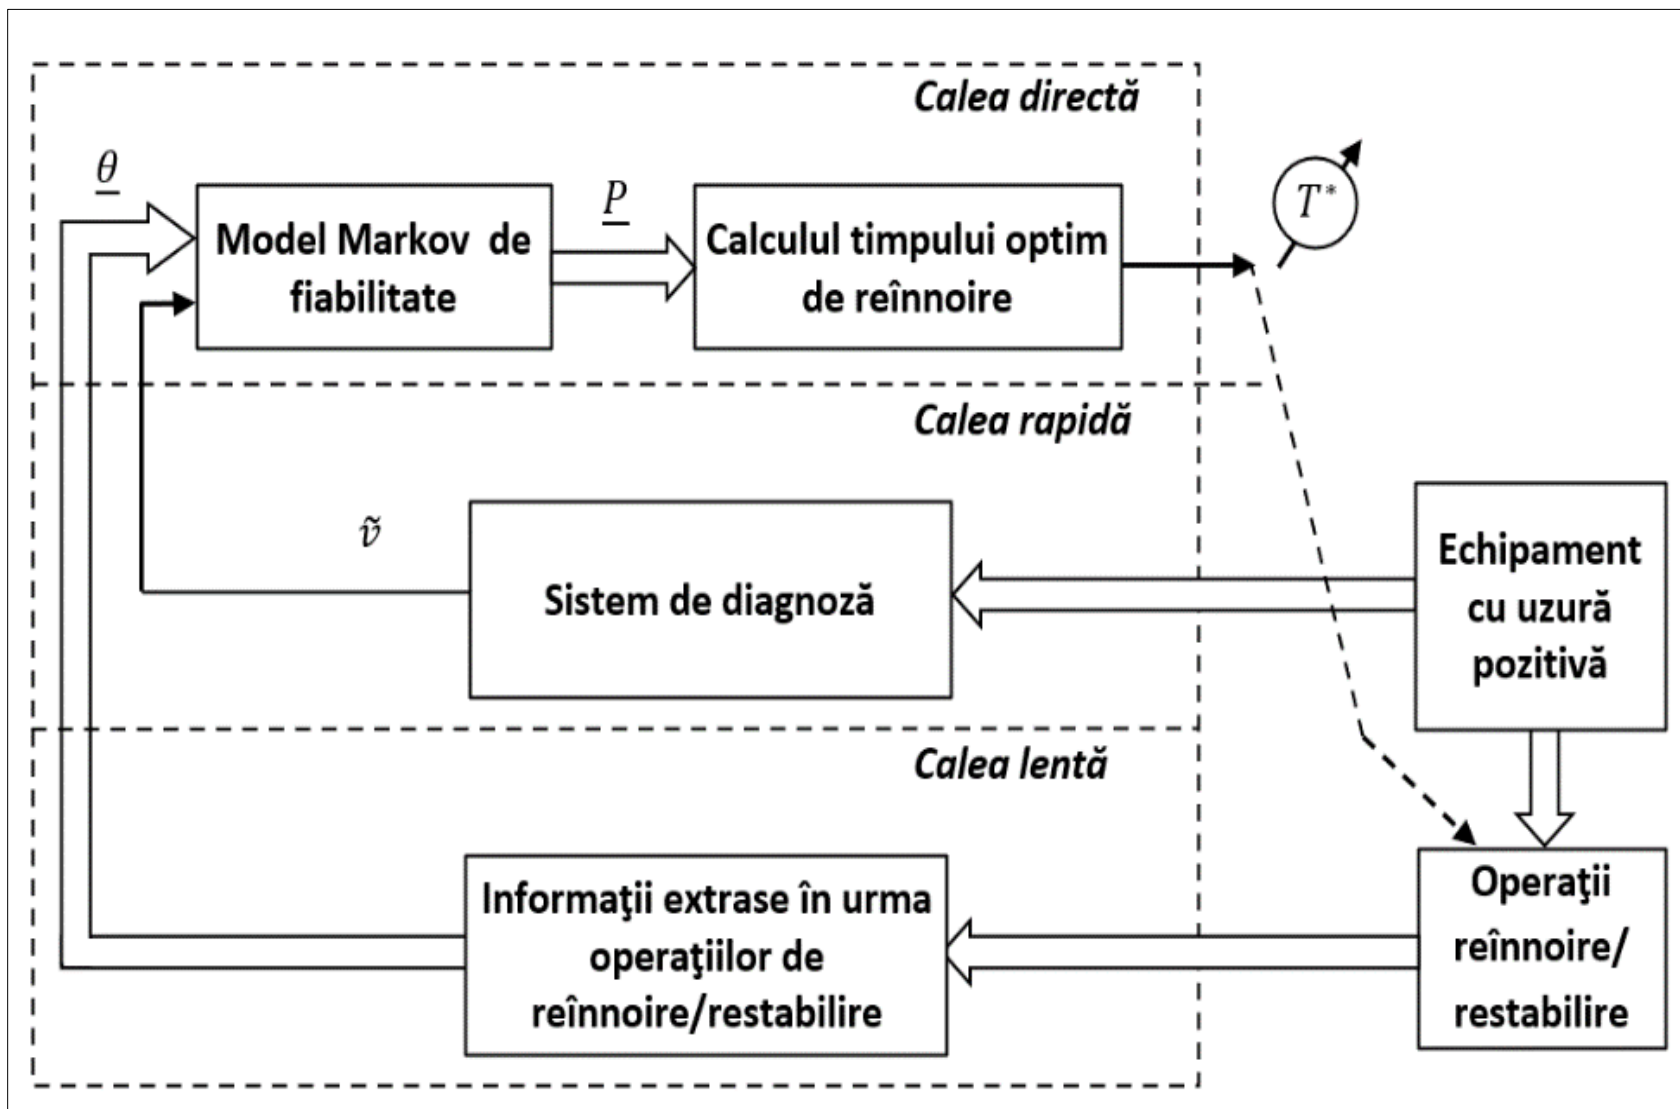 Calea directă
θ
Model Markov de
fiabilitate
P
Calculul timpului optim
de reînnoire
T*
Calea rapidă
ṽ
Sistem de diagnoză
Echipament
cu uzură
pozitivă
Calea lentă
Informaţii extrase în urma
operaţiilor de
reînnoire/restabilire
Operaţii
reînnoire/
restabilire